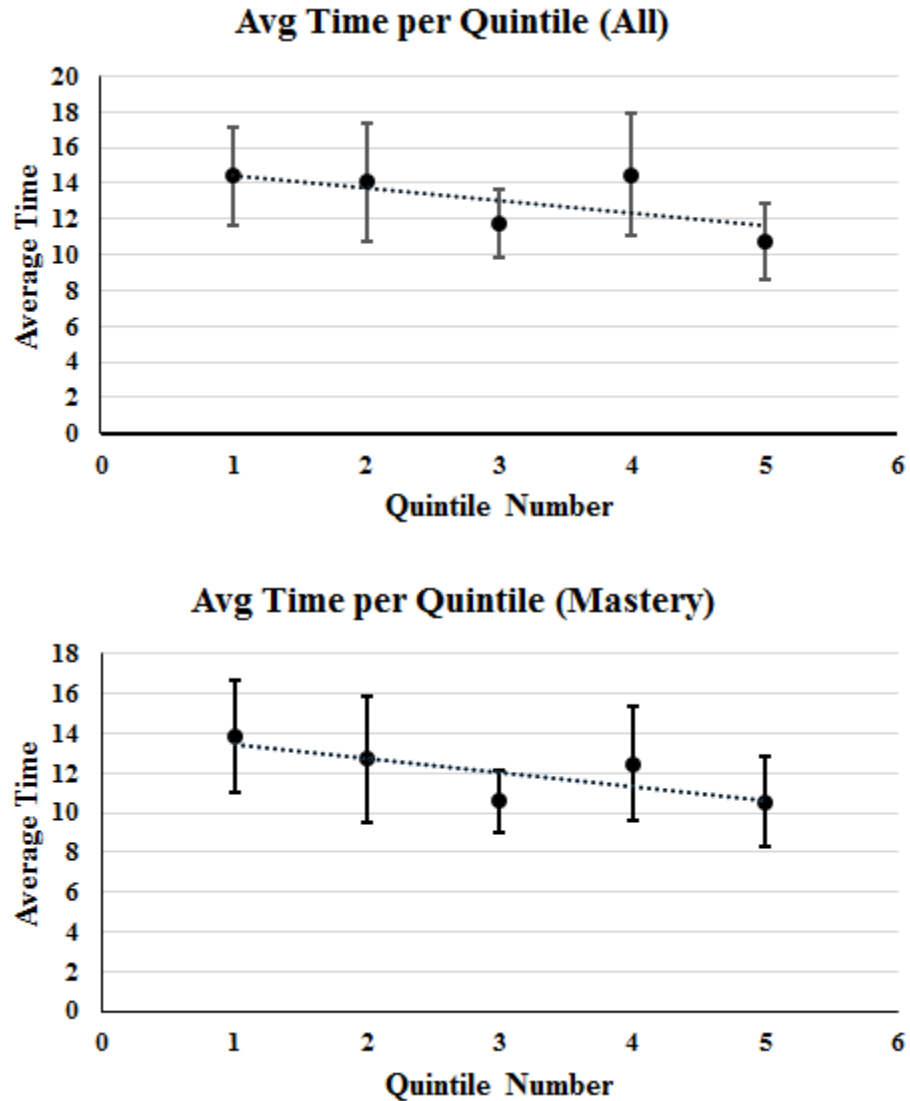 Avg Time per Quintile (All)
Average Time
20
18
16
14
12
10
8
6
4
2
0
0 1 2 3 4 5 6
Quintile Number
Avg Time per Quintile (Mastery)
Average Time
18
16
14
12
10
8
6
4
2
0
0 1 2 3 4 5 6
Quintile Number